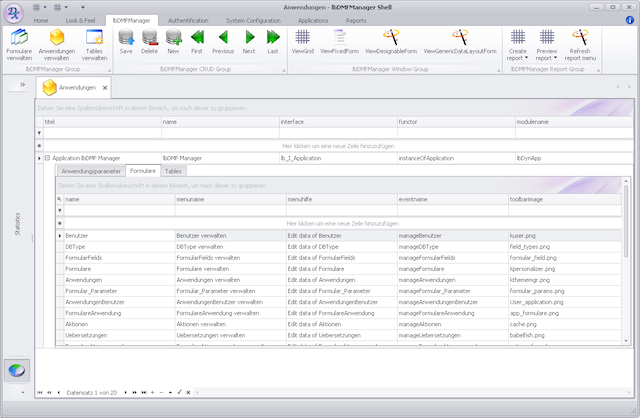 Anwendungen - lbDMFManager Shell
Home Look & Feel lbDMFManager Authentification System Configuration Applications Reports
Formulare verwalten Anwendungen verwalten Tables verwalten Save Delete New First Previous Next Last ViewGrid ViewFixedForm ViewDesignableForm ViewGenericDataLayoutForm Create report Preview report Refresh report menu
lbDMFManager Group lbDMFManager CRUD Group lbDMFManager Window Group lbDMFManager Report Group
Anwendungen
Statistics
Ziehen Sie eine Spaltenüberschrift in diesen Bereich, um nach dieser zu gruppieren
titel name interface functor modulename
Hier klicken um eine neue Zeile hinzuzufügen
Application lbDMF Manager lbDMF Manager lb_I_Application instanceOfApplication lbDynApp
Anwendungsparameter Formulare Tables
Ziehen Sie eine Spaltenüberschrift in diesen Bereich, um nach dieser zu gruppieren
name menuname menuhilfe eventname toolbarimage
Hier klicken um eine neue Zeile hinzuzufügen
Benutzer Benutzer verwalten Edit data of Benutzer manageBenutzer kuser.png
DBType DBType verwalten Edit data of DBType manageDBType field_types.png
FormularFields FormularFields verwalten Edit data of FormularFields manageFormularFields formular_field.png
Formulare Formulare verwalten Edit data of Formulare manageFormulare kpersonalizer.png
Anwendungen Anwendungen verwalten Edit data of Anwendungen manageAnwendungen kthememgr.png
Formular_Parameter Formular_Parameter verwalten Edit data of Formular_Parameter manageFormular_Parameter formular_params.png
AnwendungenBenutzer AnwendungenBenutzer verwalten Edit data of AnwendungenBenutzer manageAnwendungenBenutzer User_application.png
FormulareAnwendung FormulareAnwendung verwalten Edit data of FormulareAnwendung manageFormulareAnwendung app_formulare.png
Aktionen Aktionen verwalten Edit data of Aktionen manageAktionen cache.png
Uebersetzungen Uebersetzungen verwalten Edit data of Uebersetzungen manageUebersetzungen babelfish.png
Datensatz 1 von 20